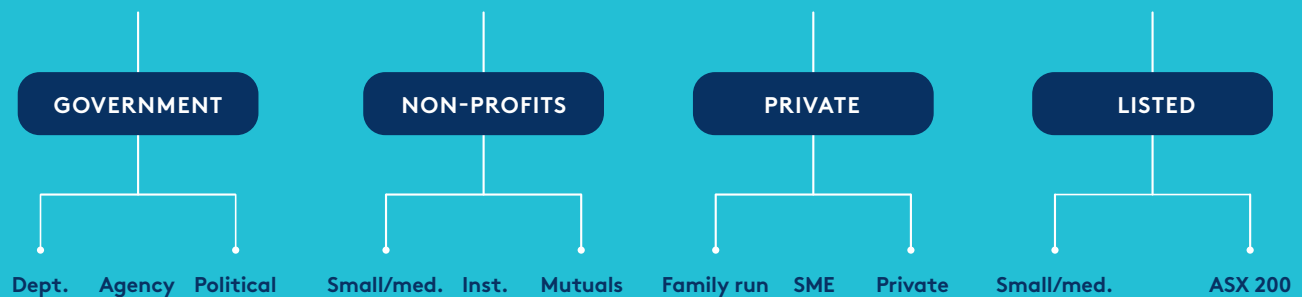 GOVERNMENT NON-PROFITS PRIVATE LISTED
Dept. Agency Political Small/med. Inst. Mutuals Family run SME Private Small/med. ASX 200